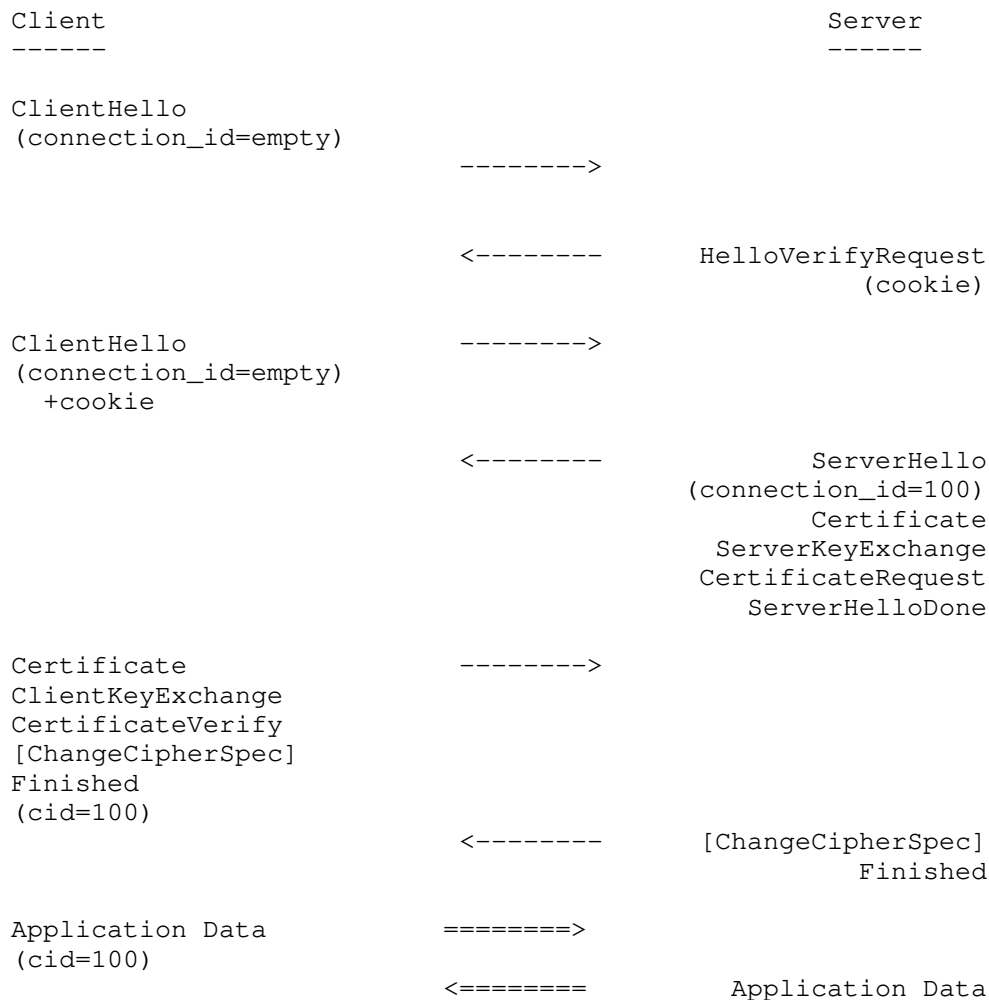 Client                                             Server
------                                             ------
ClientHello
(connection_id=empty)
                            -------->
                            <--------      HelloVerifyRequest
                                                     (cookie)
ClientHello                 -------->
(connection_id=empty)
  +cookie
                            <--------             ServerHello
                                          (connection_id=100)
                                                  Certificate
                                            ServerKeyExchange
                                           CertificateRequest
                                              ServerHelloDone
Certificate                 -------->
ClientKeyExchange
CertificateVerify
[ChangeCipherSpec]
Finished
(cid=100)
                            <--------      [ChangeCipherSpec]
                                                     Finished
Application Data           ========>
(cid=100)
                           <=========        Application Data